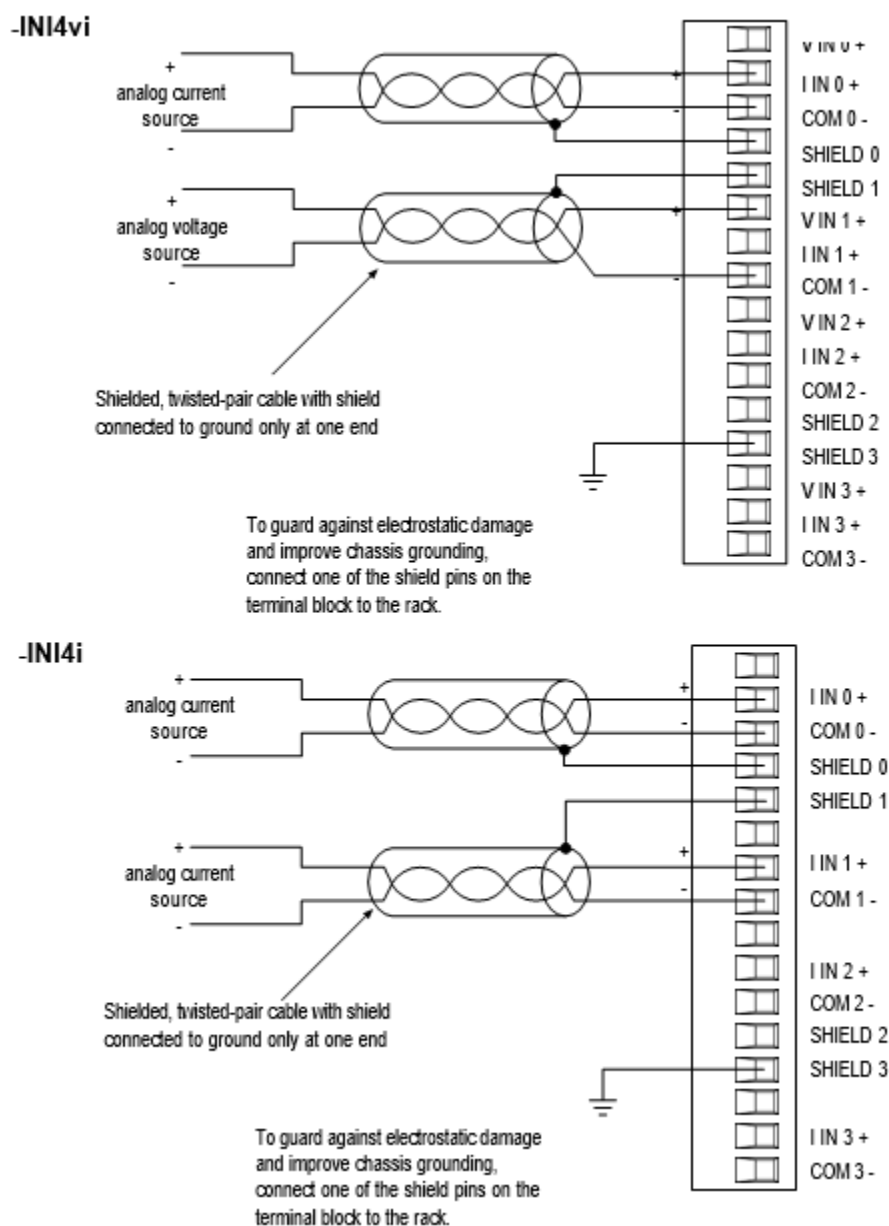 -INI4vi
+
analog current
source
-
+
analog voltage
source
-
+
-
+
-
V IN 0 +
I IN 0 +
COM 0 -
SHIELD 0
SHIELD 1
V IN 1 +
I IN 1 +
COM 1 -
V IN 2 +
I IN 2 +
COM 2 -
SHIELD 2
SHIELD 3
V IN 3 +
I IN 3 +
COM 3 -
Shielded, twisted-pair cable with shield
connected to ground only at one end
To guard against electrostatic damage
and improve chassis grounding,
connect one of the shield pins on the
terminal block to the rack.
-INI4i
+
analog current
source
-
+
analog current
source
-
+
-
+
-
I IN 0 +
COM 0 -
SHIELD 0
SHIELD 1
I IN 1 +
COM 1 -
I IN 2 +
COM 2 -
SHIELD 2
SHIELD 3
I IN 3 +
COM 3 -
Shielded, twisted-pair cable with shield
connected to ground only at one end
To guard against electrostatic damage
and improve chassis grounding,
connect one of the shield pins on the
terminal block to the rack.